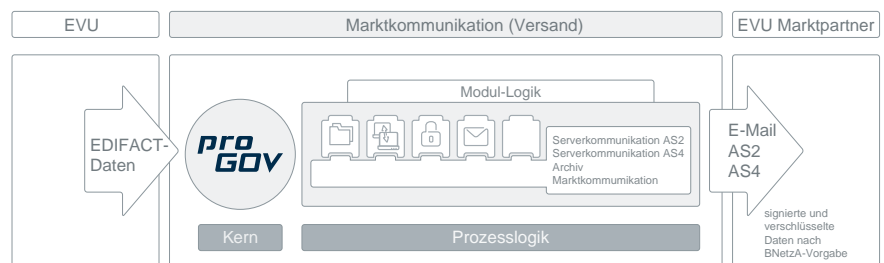 EVU
Marktkommunikation (Versand)
EVU Marktpartner
EDIFACT-
Daten
pro
GOV
Modul-Logik
Serverkommunikation AS2
Serverkommunikation AS4
Archiv
Marktkommumikation
E-Mail
AS2
AS4
signierte und
verschlüsselte
Daten nach
BNetzA-Vorgabe
Kern
Prozesslogik